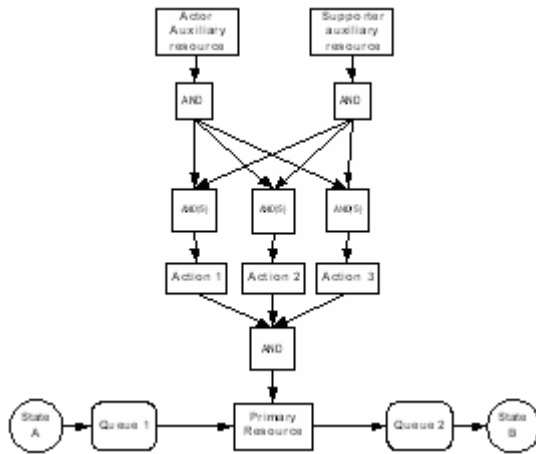 Actor
Auxiliary
resource
Supporter
auxiliary
resource
AND
AND
AND(S)
AND(S)
AND(S)
Action 1
Action 2
Action 3
AND
State
A
Queue 1
Primary
Resource
Queue 2
State
B